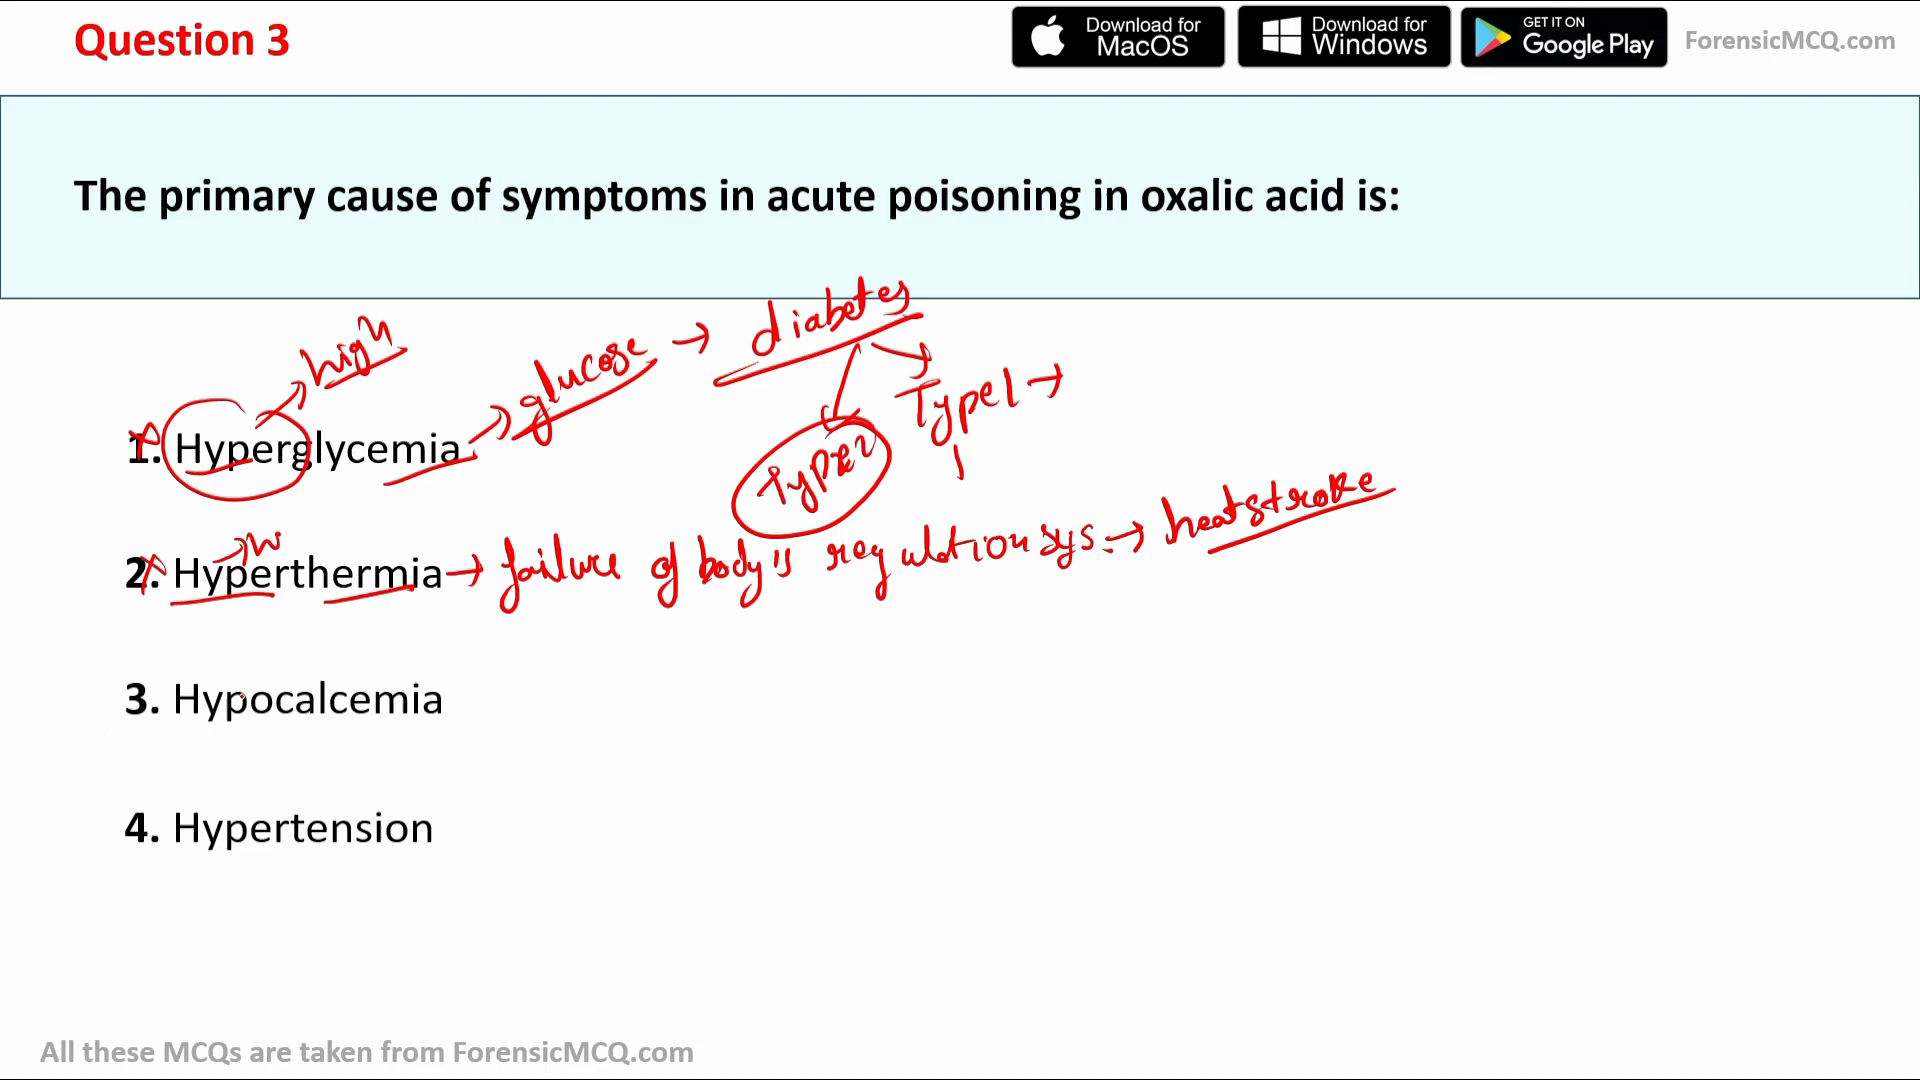 Question 3
Download for
MacOS
Download for
Windows
GET IT ON
Google Play
ForensicMCQ.com
The primary cause of symptoms in acute poisoning in oxalic acid is:
high
glucose → diabetes
Type1 →
Type2
1. Hyperglycemia
2. Hyperthermia → failure of body's regulation sys. → heatstroke
3. Hypocalcemia
4. Hypertension
All these MCQs are taken from ForensicMCQ.com